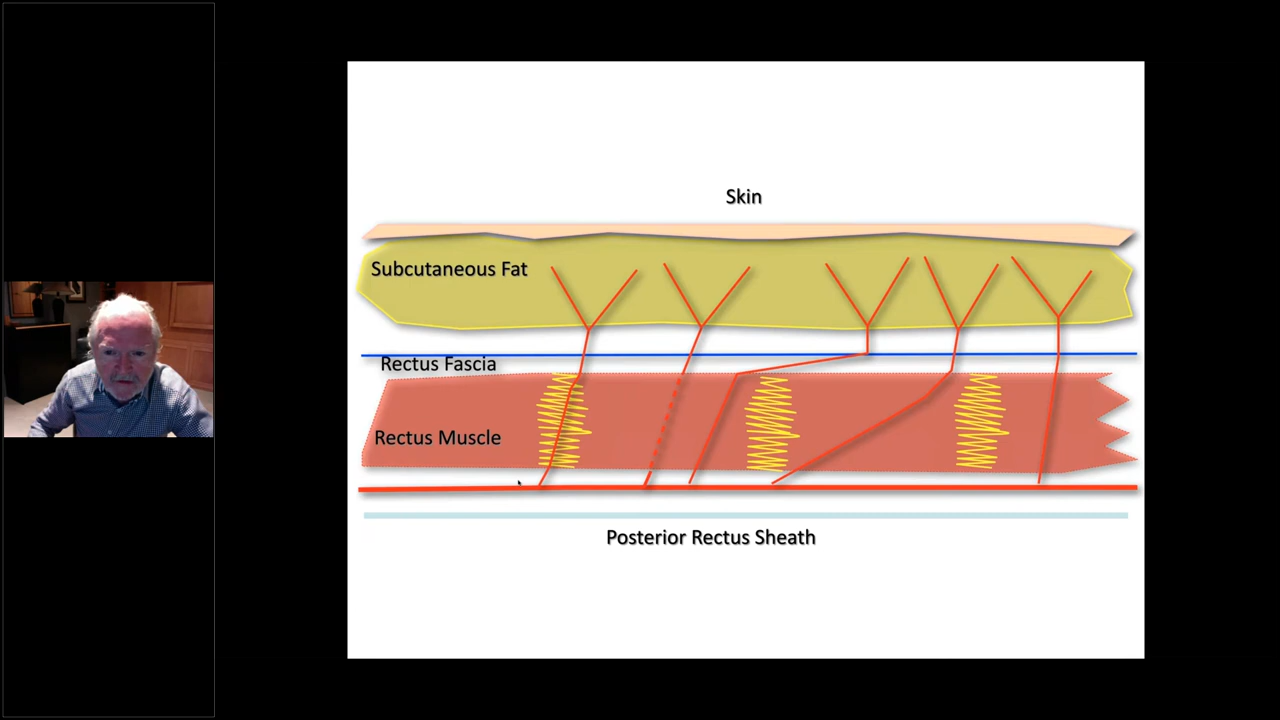 Skin
Subcutaneous Fat
Rectus Fascia
Rectus Muscle
Posterior Rectus Sheath